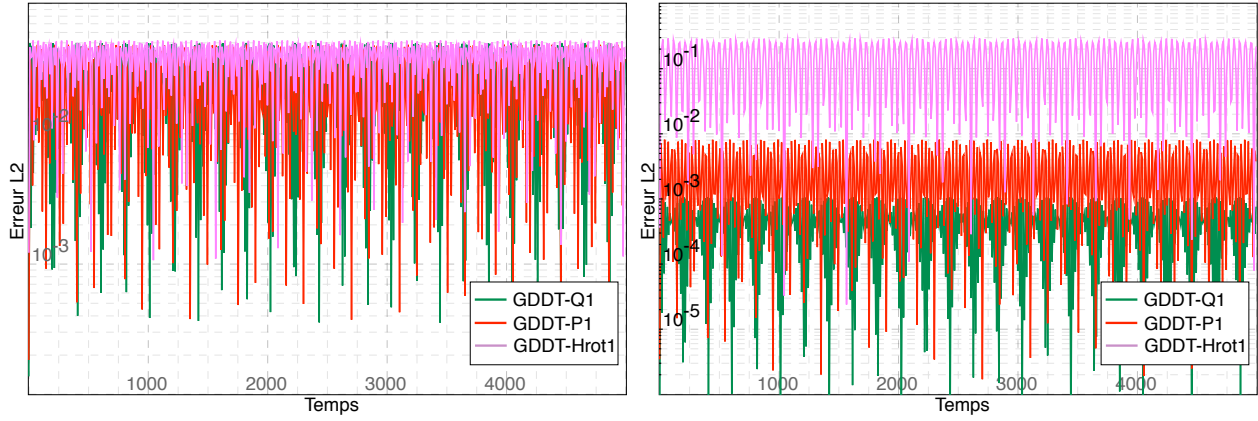 10-2
10-3
Erreur L2
GDDT-Q1
GDDT-P1
GDDT-Hrot1
1000
2000
3000
4000
Temps
10-1
10-2
10-3
10-4
10-5
Erreur L2
GDDT-Q1
GDDT-P1
GDDT-Hrot1
1000
2000
3000
4000
Temps